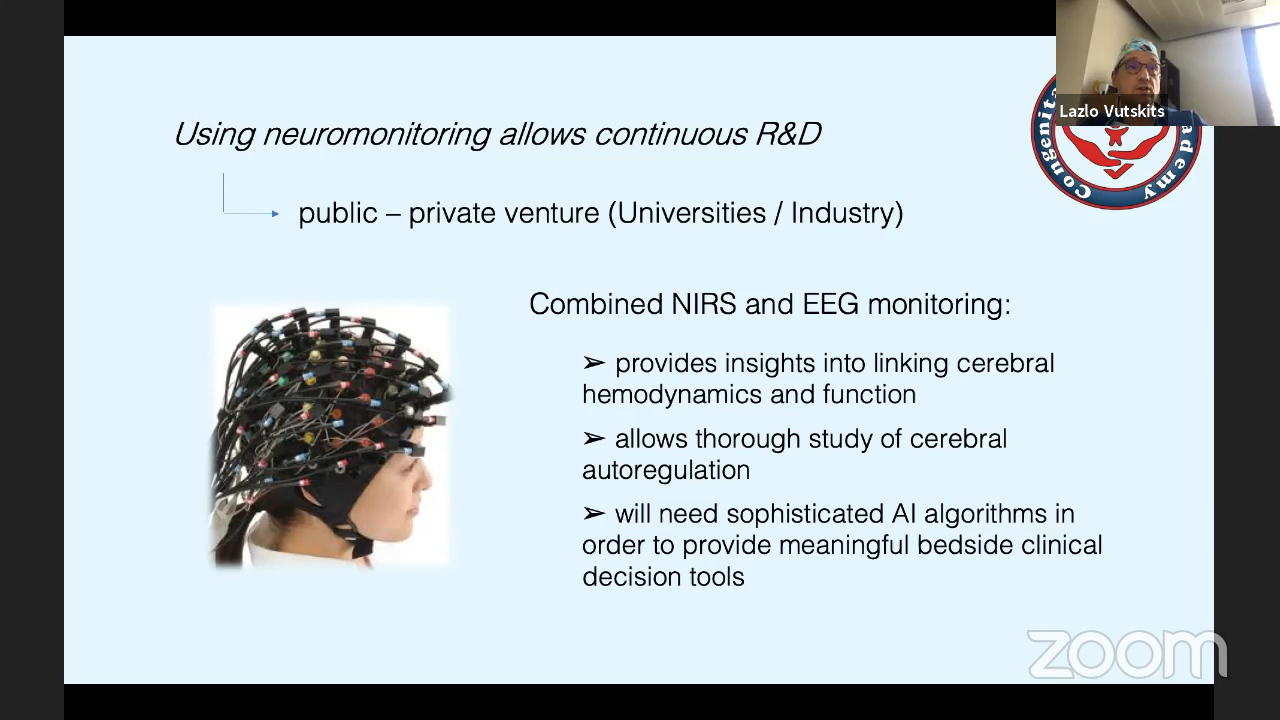 Lazlo Vutskits
Using neuromonitoring allows continuous R&D
public – private venture (Universities / Industry)
Combined NIRS and EEG monitoring:
➢ provides insights into linking cerebral
hemodynamics and function
➢ allows thorough study of cerebral
autoregulation
➢ will need sophisticated AI algorithms in
order to provide meaningful bedside clinical
decision tools
zoom